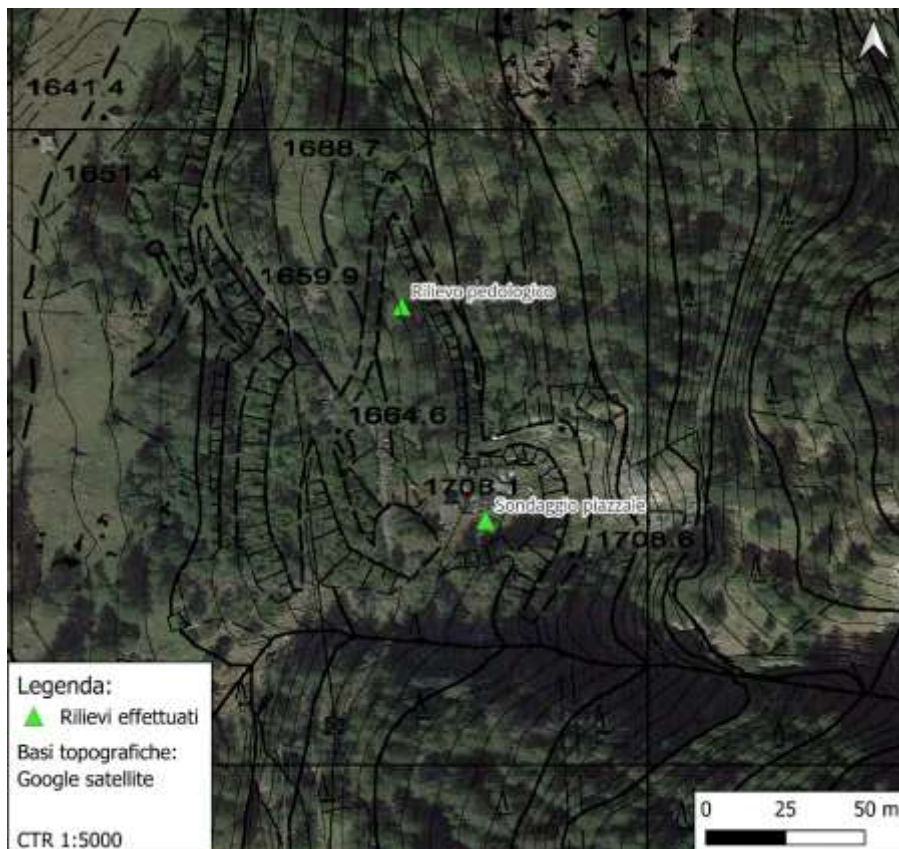 1641.4
1688.7
1651.4
1659.9
Rilievo pedologico
1664.6
1708.1
Sondaggio piazzale
1708.6
Legenda:
Rilievi effettuati
Basi topografiche:
Google satellite
CTR 1:5000
0 25 50 m